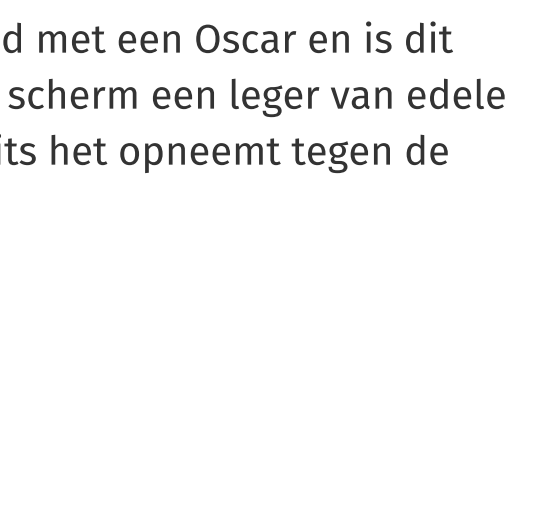 d met een Oscar en is dit
scherm een leger van edele
its het opneemt tegen de